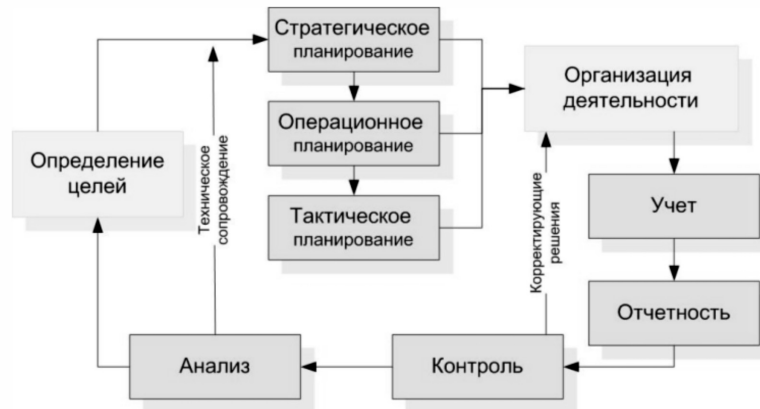 Стратегическое
планирование
Организация
деятельности
Операционное
планирование
Определение
целей
Техническое
сопровождение
Тактическое
планирование
Корректирующие
решения
Учет
Отчетность
Анализ
Контроль